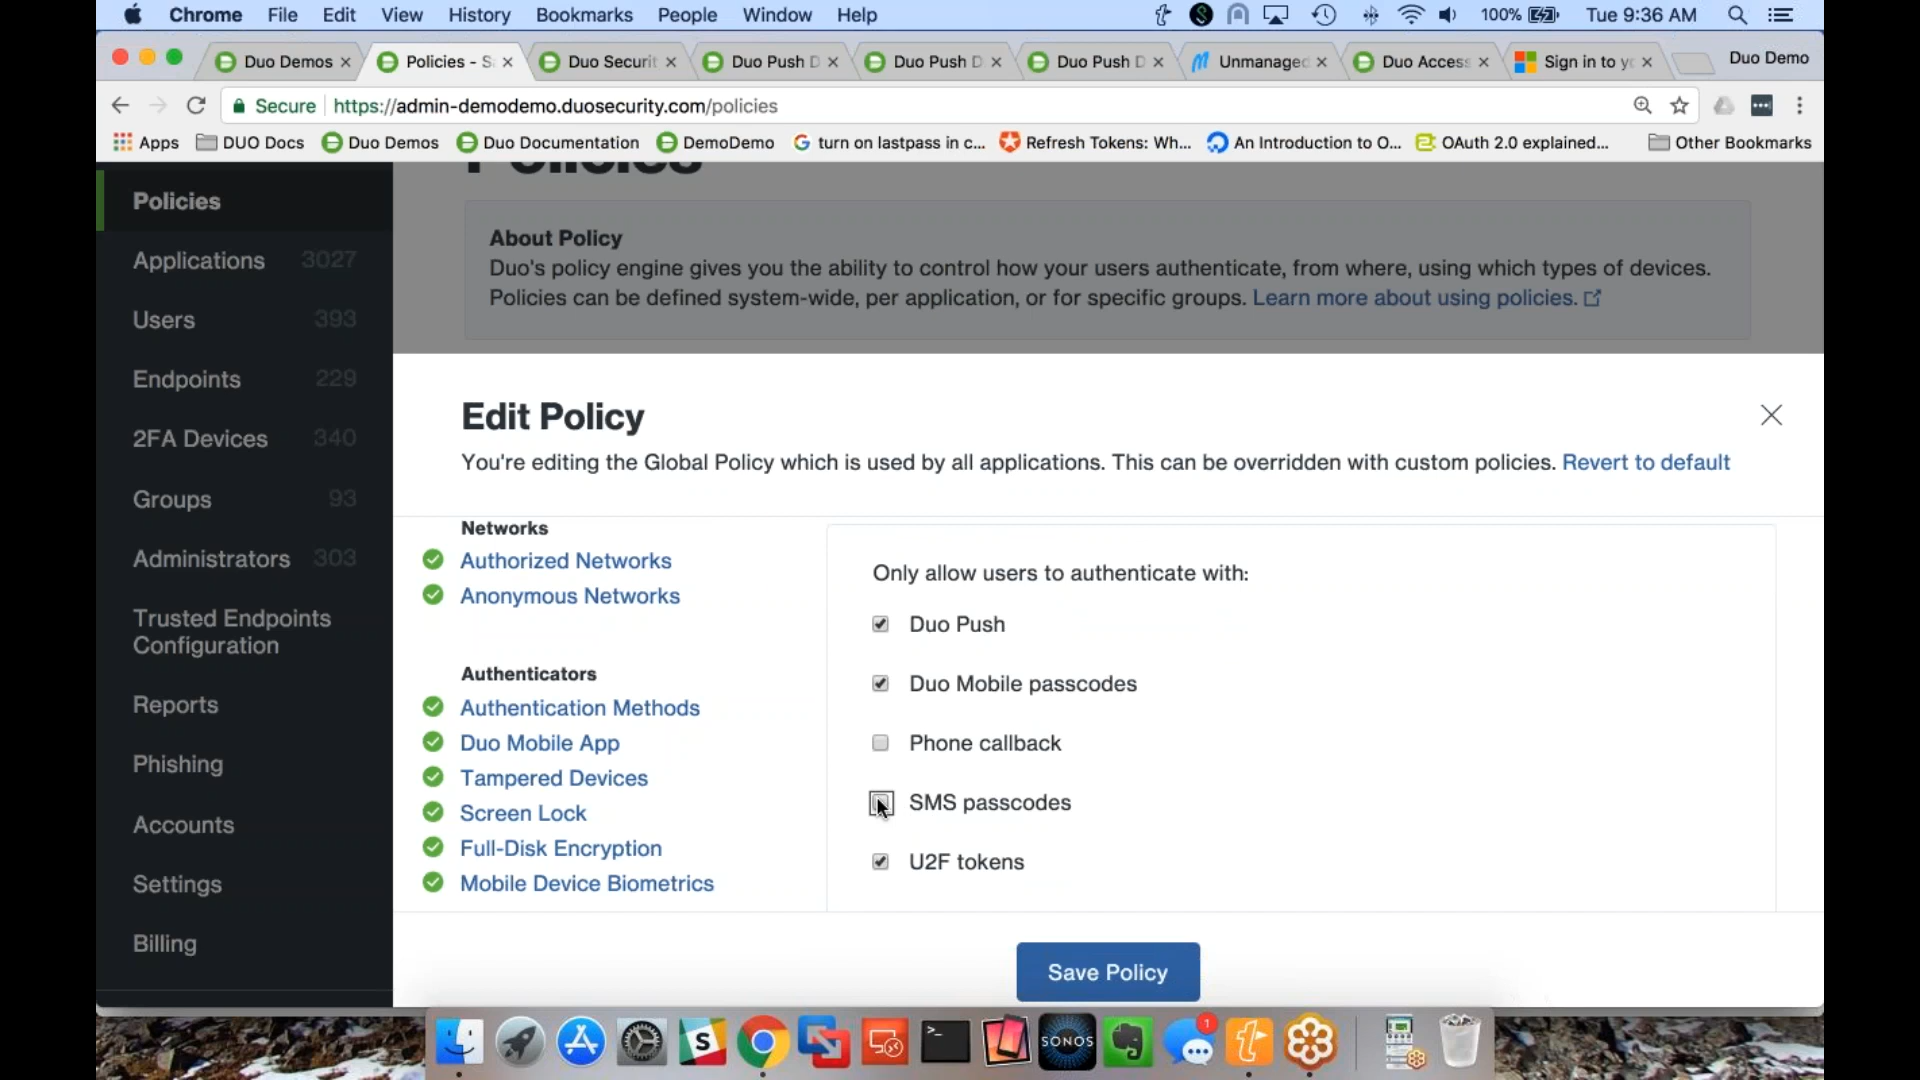 Chrome File Edit View History Bookmarks People Window Help 100% Tue 9:36 AM
Duo Demos Policies - S Duo Securit Duo Push D Duo Push D Duo Push D Unmanaged Duo Access Sign in to y Duo Demo
Secure https://admin-demodemo.duosecurity.com/policies
Apps DUO Docs Duo Demos Duo Documentation DemoDemo turn on lastpass in c... Refresh Tokens: Wh... An Introduction to O... OAuth 2.0 explained... Other Bookmarks
Policies
Applications 3027
Users 393
Endpoints 229
2FA Devices 340
Groups 93
Administrators 303
Trusted Endpoints
Configuration
Reports
Phishing
Accounts
Settings
Billing
Policies
About Policy
Duo's policy engine gives you the ability to control how your users authenticate, from where, using which types of devices.
Policies can be defined system-wide, per application, or for specific groups. Learn more about using policies.
Edit Policy
You're editing the Global Policy which is used by all applications. This can be overridden with custom policies. Revert to default
Networks
Authorized Networks
Anonymous Networks
Authenticators
Authentication Methods
Duo Mobile App
Tampered Devices
Screen Lock
Full-Disk Encryption
Mobile Device Biometrics
Only allow users to authenticate with:
Duo Push
Duo Mobile passcodes
Phone callback
SMS passcodes
U2F tokens
Save Policy
SONOS
1